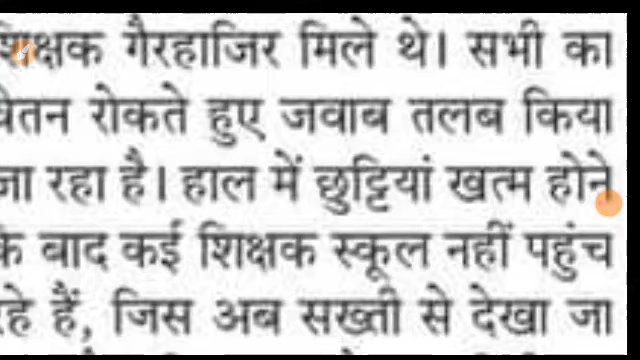 शिक्षक गैरहाजिर मिले थे। सभी का
वेतन रोकते हुए जवाब तलब किया
जा रहा है। हाल में छुट्टियां खत्म होने
के बाद कई शिक्षक स्कूल नहीं पहुंच
रहे हैं, जिस अब सख्ती से देखा जा